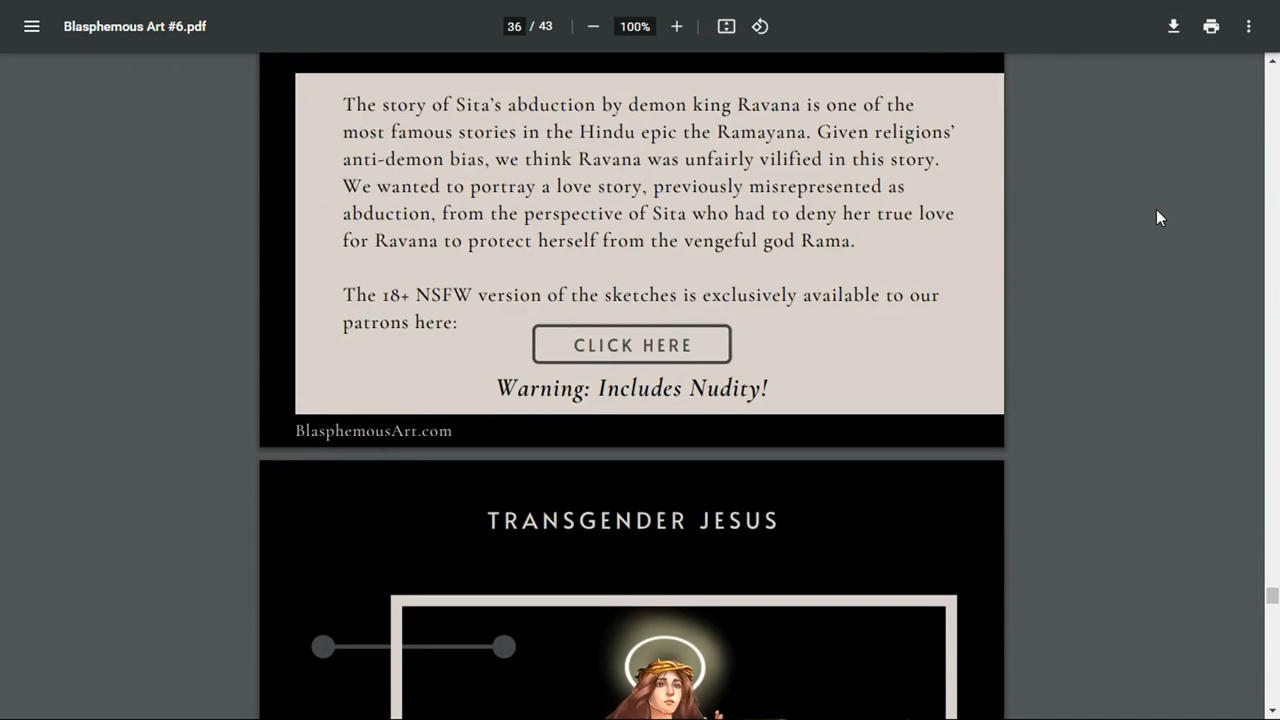 Blasphemous Art #6.pdf
36 / 43
100%
The story of Sita's abduction by demon king Ravana is one of the
most famous stories in the Hindu epic the Ramayana. Given religions'
anti-demon bias, we think Ravana was unfairly vilified in this story.
We wanted to portray a love story, previously misrepresented as
abduction, from the perspective of Sita who had to deny her true love
for Ravana to protect herself from the vengeful god Rama.
The 18+ NSFW version of the sketches is exclusively available to our
patrons here:
CLICK HERE
Warning: Includes Nudity!
BlasphemousArt.com
TRANSGENDER JESUS